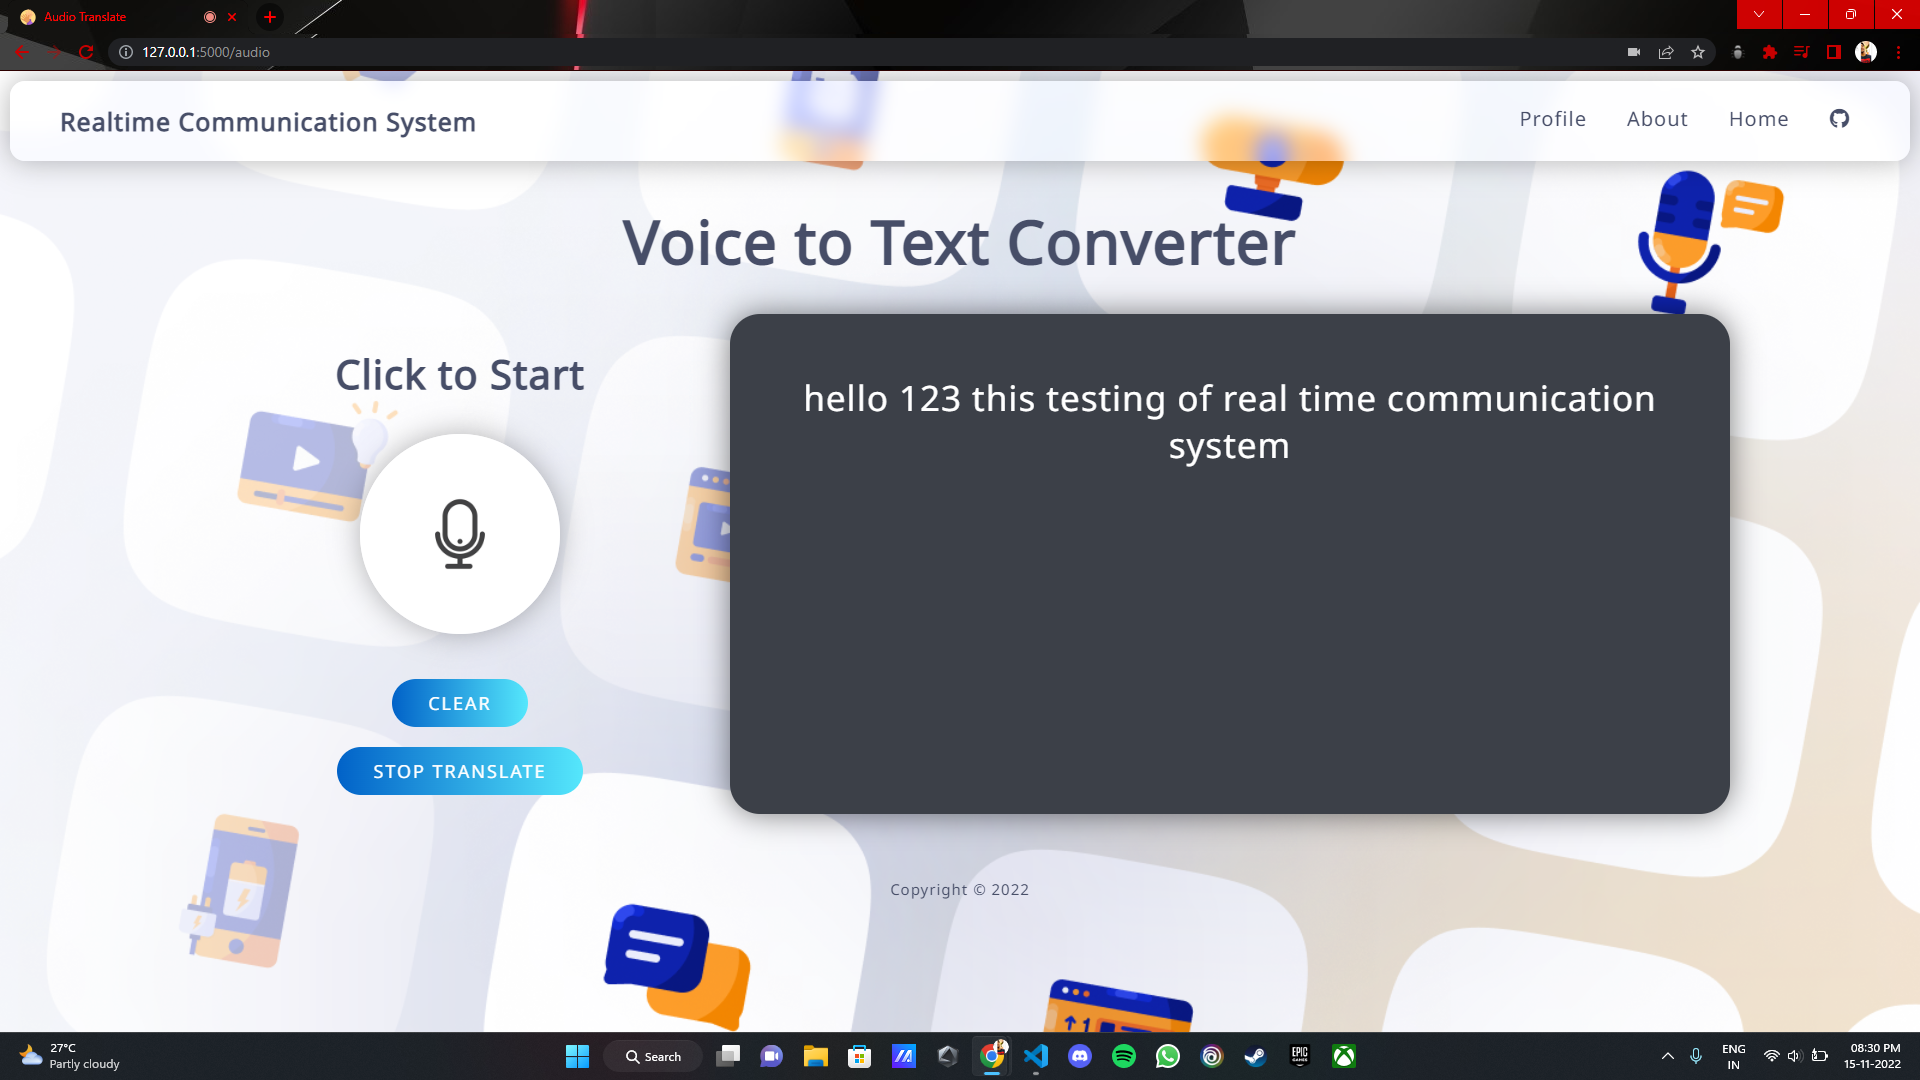 Audio Translate
127.0.0.1:5000/audio
Realtime Communication System
Profile
About
Home
Voice to Text Converter
Click to Start
hello 123 this testing of real time communication
system
CLEAR
STOP TRANSLATE
Copyright © 2022
27°C
Partly cloudy
Search
EPIC
GAMES
ENG
IN
08:30 PM
15-11-2022